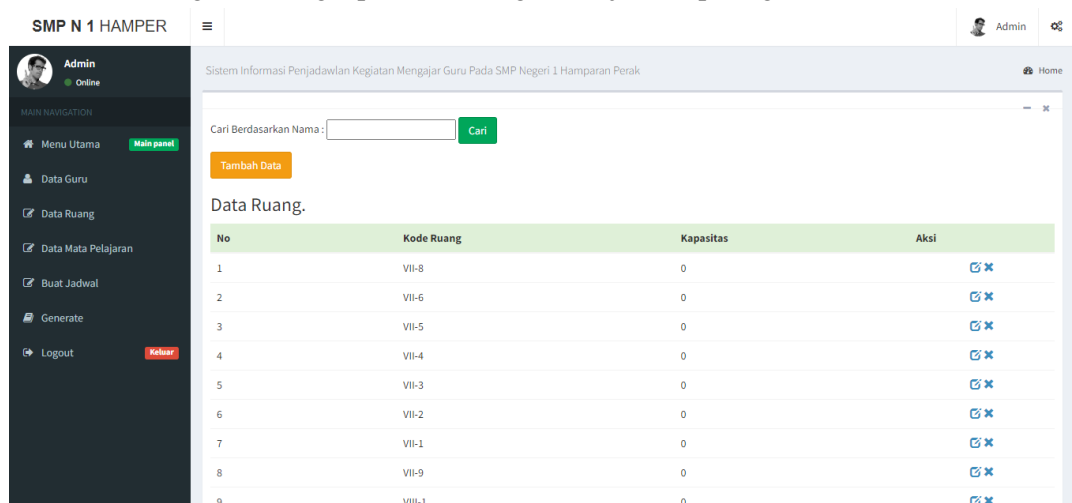 SMP N 1 HAMPER
Admin
Admin
Online
Sistem Informasi Penjadawlan Kegiatan Mengajar Guru Pada SMP Negeri 1 Hamparan Perak
Home
MAIN NAVIGATION
Menu Utama Main panel
Data Guru
Data Ruang
Data Mata Pelajaran
Buat Jadwal
Generate
Logout Keluar
Cari Berdasarkan Nama : Cari
Tambah Data
Data Ruang.
No Kode Ruang Kapasitas Aksi
1 VII-8 0
2 VII-6 0
3 VII-5 0
4 VII-4 0
5 VII-3 0
6 VII-2 0
7 VII-1 0
8 VII-9 0
9 VIII-1 0